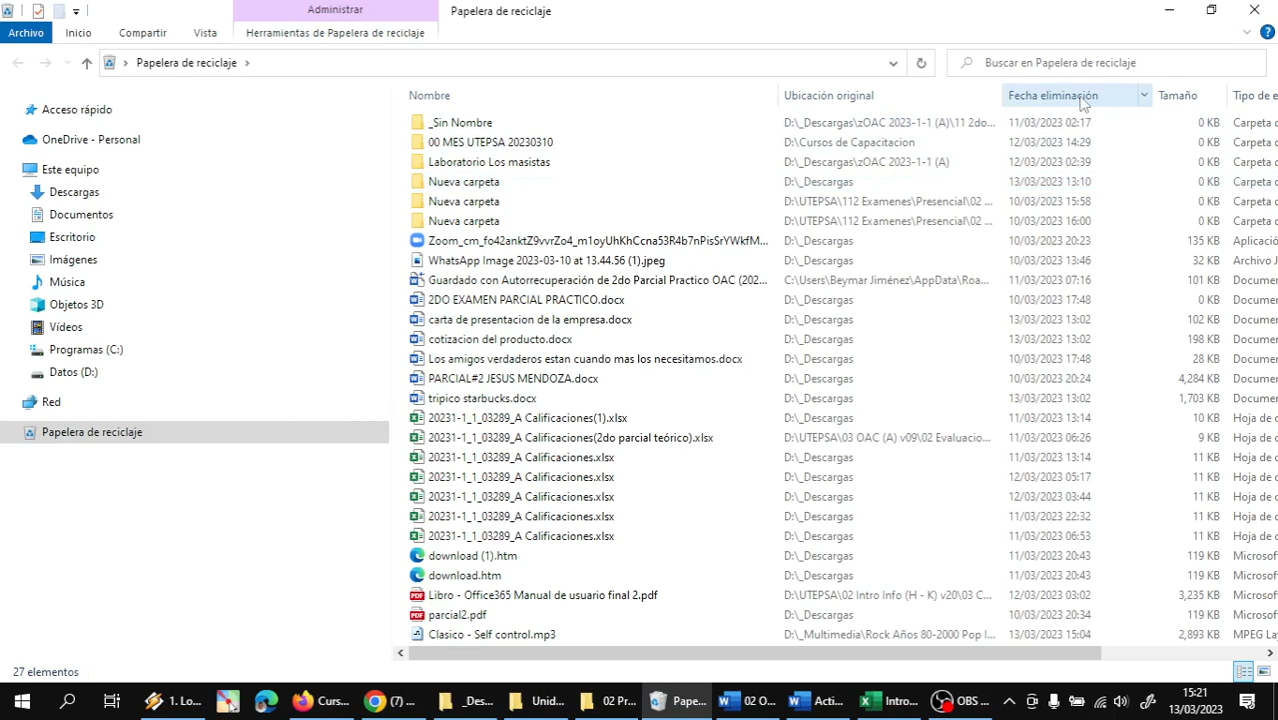 Administrar
Papelera de reciclaje
Archivo Inicio Compartir Vista Herramientas de Papelera de reciclaje
Papelera de reciclaje
Buscar en Papelera de reciclaje
Acceso rápido
OneDrive - Personal
Este equipo
Descargas
Documentos
Escritorio
Imágenes
Música
Objetos 3D
Vídeos
Programas (C:)
Datos (D:)
Red
Papelera de reciclaje
Nombre Ubicación original Fecha eliminación Tamaño Tipo de e
_Sin Nombre D:\_Descargas\zOAC 2023-1-1 (A)\11 2do... 11/03/2023 02:17 0 KB Carpeta c
00 MES UTEPSA 20230310 D:\Cursos de Capacitacion 12/03/2023 14:29 0 KB Carpeta c
Laboratorio Los masistas D:\_Descargas\zOAC 2023-1-1 (A) 12/03/2023 02:39 0 KB Carpeta c
Nueva carpeta D:\_Descargas 13/03/2023 13:10 0 KB Carpeta c
Nueva carpeta D:\UTEPSA\112 Examenes\Presencial\02 ... 10/03/2023 15:58 0 KB Carpeta c
Nueva carpeta D:\UTEPSA\112 Examenes\Presencial\02 ... 10/03/2023 16:00 0 KB Carpeta c
Zoom_cm_fo42anktZ9vvrZo4_m1oyUhKhCcna53R4b7nPisSrYWkfM... D:\_Descargas 10/03/2023 20:23 135 KB Aplicació
WhatsApp Image 2023-03-10 at 13.44.56 (1).jpeg D:\_Descargas 10/03/2023 13:46 32 KB Archivo J
Guardado con Autorrecuperación de 2do Parcial Practico OAC (202... C:\Users\Beymar Jiménez\AppData\Roa... 11/03/2023 07:16 101 KB Documen
2DO EXAMEN PARCIAL PRACTICO.docx D:\_Descargas 10/03/2023 17:48 0 KB Documen
carta de presentacion de la empresa.docx D:\_Descargas 13/03/2023 13:02 102 KB Documen
cotizacion del producto.docx D:\_Descargas 13/03/2023 13:02 198 KB Documen
Los amigos verdaderos estan cuando mas los necesitamos.docx D:\_Descargas 10/03/2023 17:48 28 KB Documen
PARCIAL#2 JESUS MENDOZA.docx D:\_Descargas 10/03/2023 20:24 4,284 KB Documen
tripico starbucks.docx D:\_Descargas 13/03/2023 13:02 1,703 KB Documen
20231-1_1_03289_A Calificaciones(1).xlsx D:\_Descargas 11/03/2023 13:14 10 KB Hoja de c
20231-1_1_03289_A Calificaciones(2do parcial teórico).xlsx D:\UTEPSA\03 OAC (A) v09\02 Evaluacio... 11/03/2023 06:26 9 KB Hoja de c
20231-1_1_03289_A Calificaciones.xlsx D:\_Descargas 11/03/2023 13:14 11 KB Hoja de c
20231-1_1_03289_A Calificaciones.xlsx D:\_Descargas 12/03/2023 05:17 11 KB Hoja de c
20231-1_1_03289_A Calificaciones.xlsx D:\_Descargas 12/03/2023 03:44 11 KB Hoja de c
20231-1_1_03289_A Calificaciones.xlsx D:\_Descargas 11/03/2023 22:32 11 KB Hoja de c
20231-1_1_03289_A Calificaciones.xlsx D:\_Descargas 11/03/2023 06:53 11 KB Hoja de c
download (1).htm D:\_Descargas 11/03/2023 20:43 119 KB Microsof
download.htm D:\_Descargas 11/03/2023 20:43 119 KB Microsof
Libro - Office365 Manual de usuario final 2.pdf D:\UTEPSA\02 Intro Info (H - K) v20\03 C... 12/03/2023 03:02 3,235 KB Microsof
parcial2.pdf D:\_Descargas 10/03/2023 20:34 119 KB Microsof
Clasico - Self control.mp3 D:\_Multimedia\Rock Años 80-2000 Pop I... 13/03/2023 15:04 2,893 KB MPEG La
27 elementos
1. Lo... Curs... (7) ... _Des... Unid... 02 Pr... Pape... 02 O... Acti... Intro... OBS ...
15:21
13/03/2023